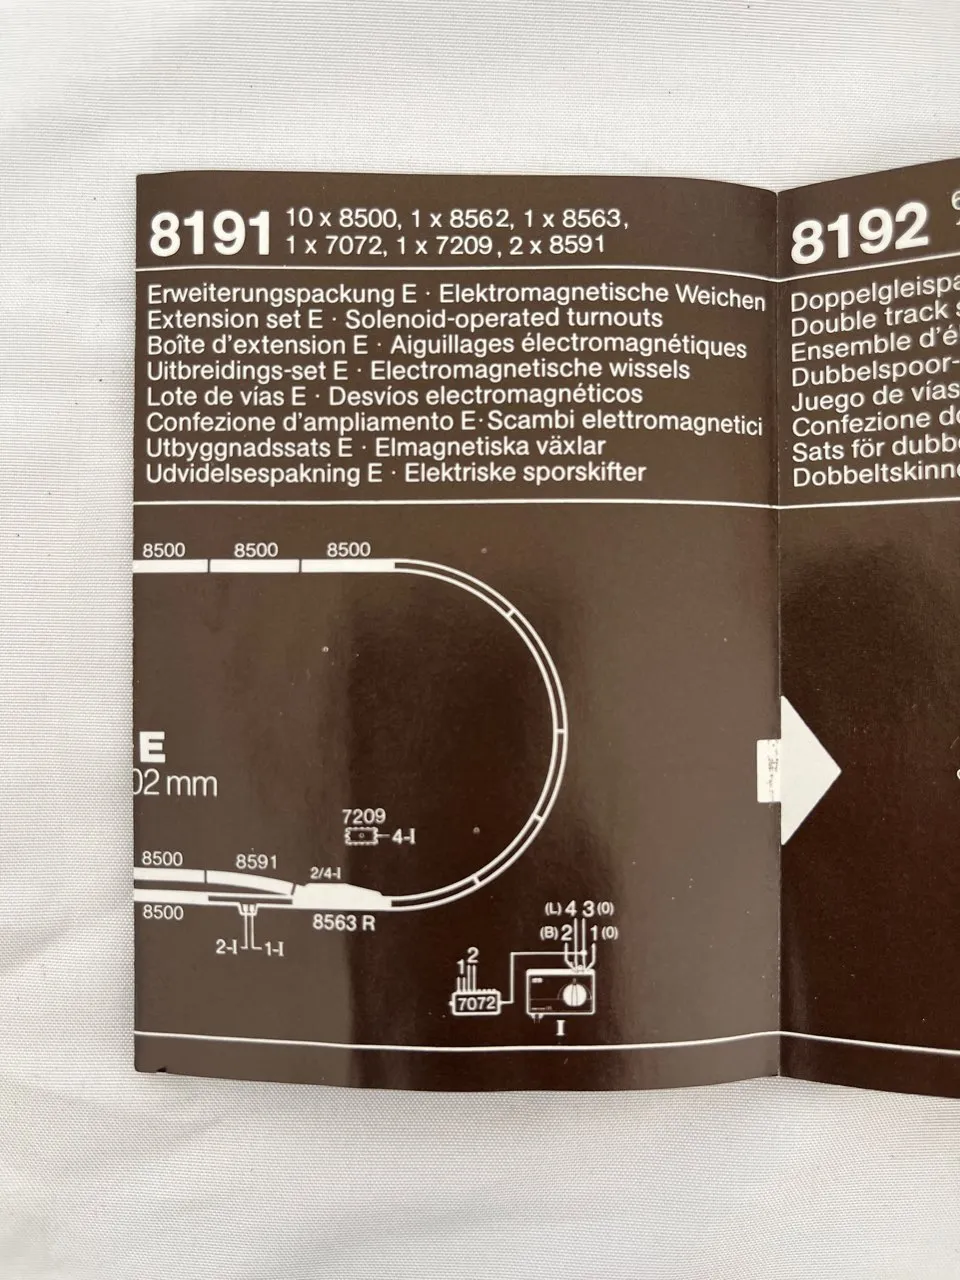 8191
10 x 8500, 1 x 8562, 1 x 8563,
1 x 7072, 1 x 7209, 2 x 8591
Erweiterungspackung E · Elektromagnetische Weichen
Extension set E · Solenoid-operated turnouts
Boîte d'extension E · Aiguillages électromagnétiques
Uitbreidings-set E · Electromagnetische wissels
Lote de vías E · Desvíos electromagnéticos
Confezione d'ampliamento E·Scambi elettromagnetici
Utbyggnadssats E · Elmagnetiska växlar
Udvidelsespakning E · Elektriske sporskifter
8500 8500 8500
E
02 mm
7209
4-I
8500 8591 2/4-I
8500 8563 R
2-I 1-I
(L) 4 3 (0)
(B) 2 1 (0)
1 2
7072
I
8192
6
Doppelgleispa
Double track s
Ensemble d'é
Dubbelspoor-
Juego de vías
Confezione d
Sats för dubb
Dobbeltskinn